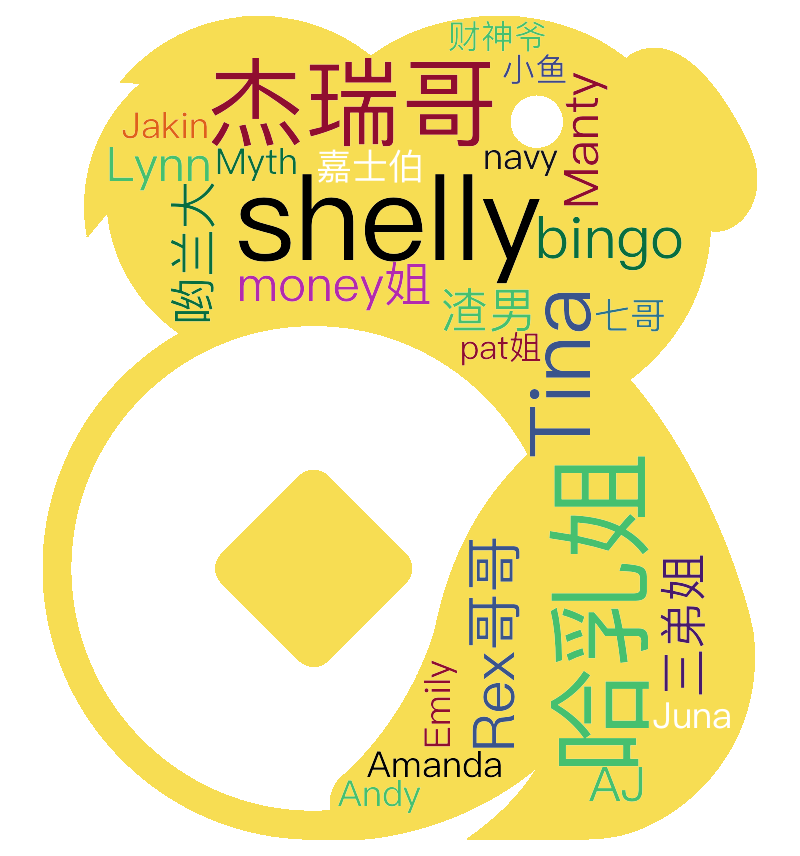 财神爷
小鱼
杰瑞哥
Manty
Jakin
Lynn
Myth
嘉士伯
navy
哟兰大
shelly
bingo
money姐
渣男
七哥
pat姐
Tina
哈乳姐
Rex哥哥
三弟姐
Emily
Juna
Amanda
Andy
AJ